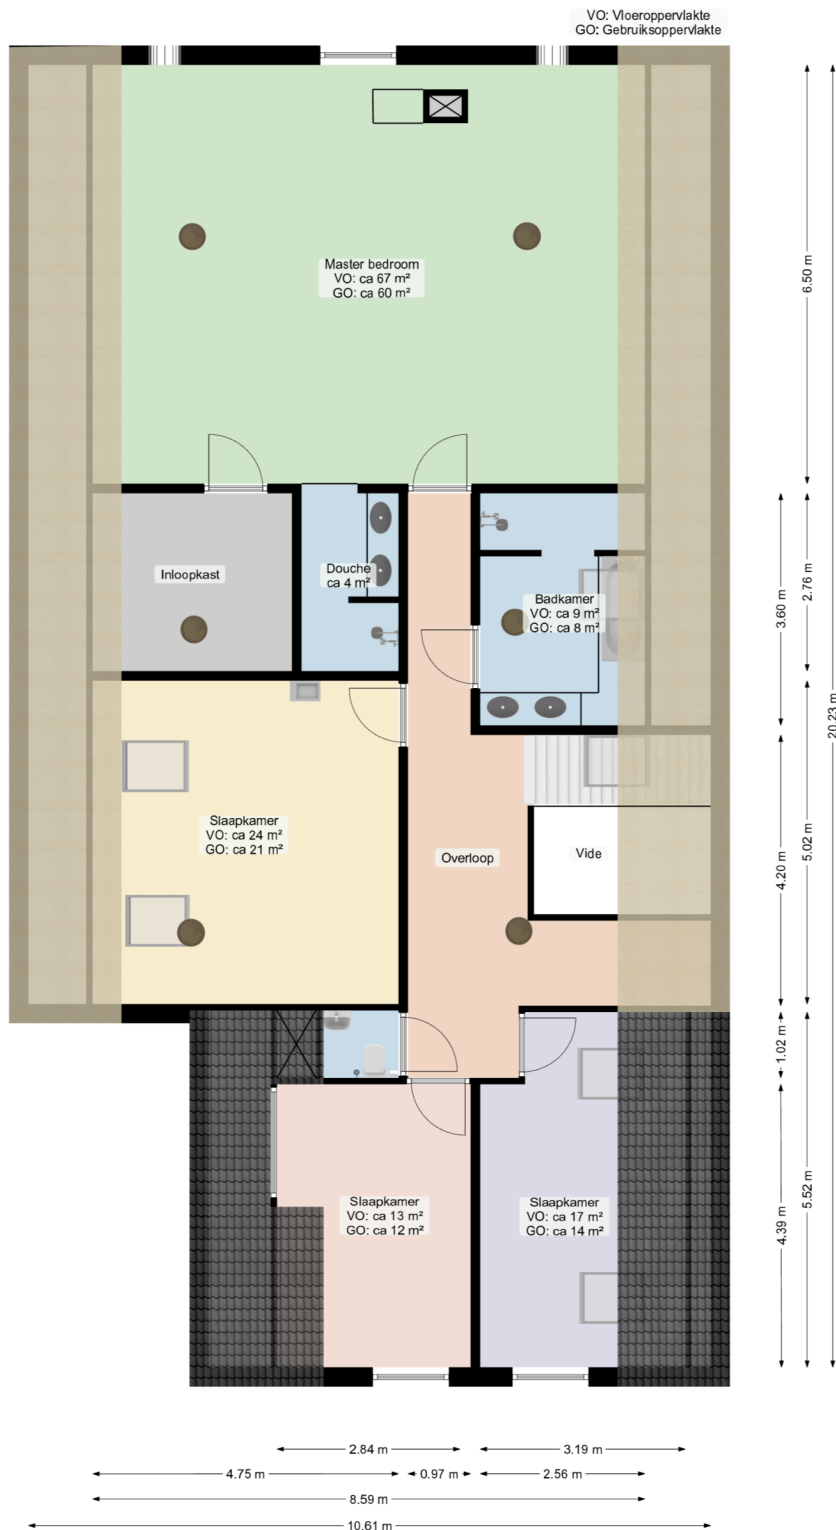 VO: Vloeroppervlakte
GO: Gebruiksoppervlakte
Master bedroom
VO: ca 67 m²
GO: ca 60 m²
6.50 m
Inloopkast
Douche
ca 4 m²
Badkamer
VO: ca 9 m²
GO: ca 8 m²
3.60 m
2.76 m
20.23 m
Slaapkamer
VO: ca 24 m²
GO: ca 21 m²
Overloop
Vide
4.20 m
5.02 m
1.02 m
Slaapkamer
VO: ca 13 m²
GO: ca 12 m²
Slaapkamer
VO: ca 17 m²
GO: ca 14 m²
4.39 m
5.52 m
2.84 m
3.19 m
4.75 m
0.97 m
2.56 m
8.59 m
10.61 m